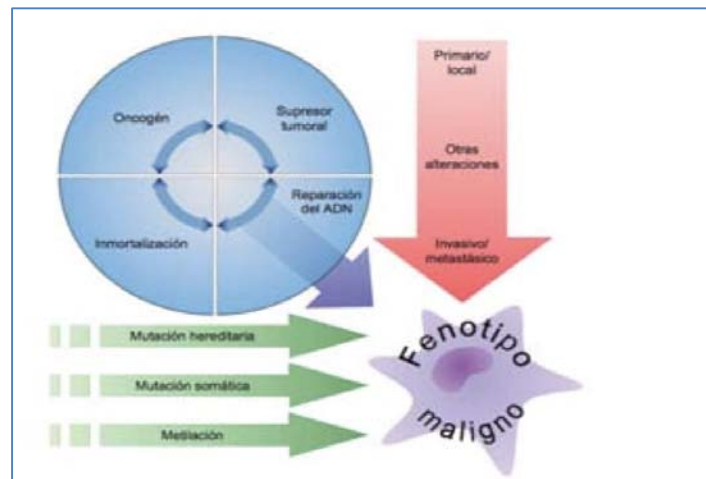 Oncogén
Supresor
tumoral
Inmortalización
Reparación
del ADN
Primario/
local
Otras
alteraciones
Invasivo/
metastásico
Mutación hereditaria
Mutación somática
Metilación
Fenotipo
maligno